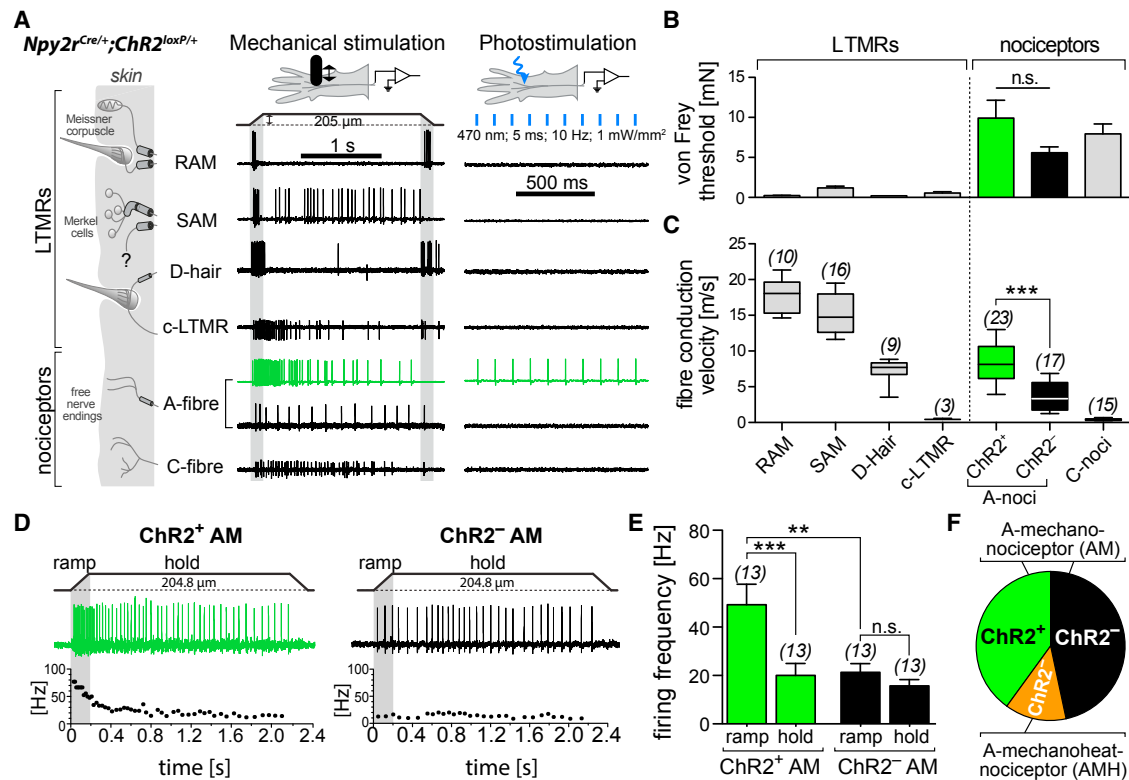 A
Npy2rCre/+;ChR2loxP/+
Mechanical stimulation
Photostimulation
skin
LTMRs
nociceptors
Meissner
corpuscle
Merkel
cells
?
free
nerve
endings
205 µm
1 s
470 nm; 5 ms; 10 Hz; 1 mW/mm²
500 ms
RAM
SAM
D-hair
c-LTMR
A-fibre
C-fibre
B
LTMRs
nociceptors
von Frey
threshold [mN]
15
10
5
0
n.s.
C
fibre conduction
velocity [m/s]
25
20
15
10
5
0
(10)
(16)
(9)
(3)
(23)
***
(17)
(15)
RAM
SAM
D-Hair
c-LTMR
ChR2⁺
ChR2⁻
C-noci
A-noci
D
ChR2⁺ AM
ramp
hold
204.8 µm
[Hz]
100
50
0
0 0.4 0.8 1.2 1.6 2.0 2.4
time [s]
ChR2⁻ AM
ramp
hold
204.8 µm
[Hz]
100
50
0
0 0.4 0.8 1.2 1.6 2.0 2.4
time [s]
E
firing frequency [Hz]
80
60
40
20
0
**
***
n.s.
(13)
(13)
(13)
(13)
ramp hold
ramp hold
ChR2⁺ AM
ChR2⁻ AM
F
A-mechano-
nociceptor (AM)
ChR2⁺
ChR2⁻
ChR2⁻
A-mechanoheat-
nociceptor (AMH)